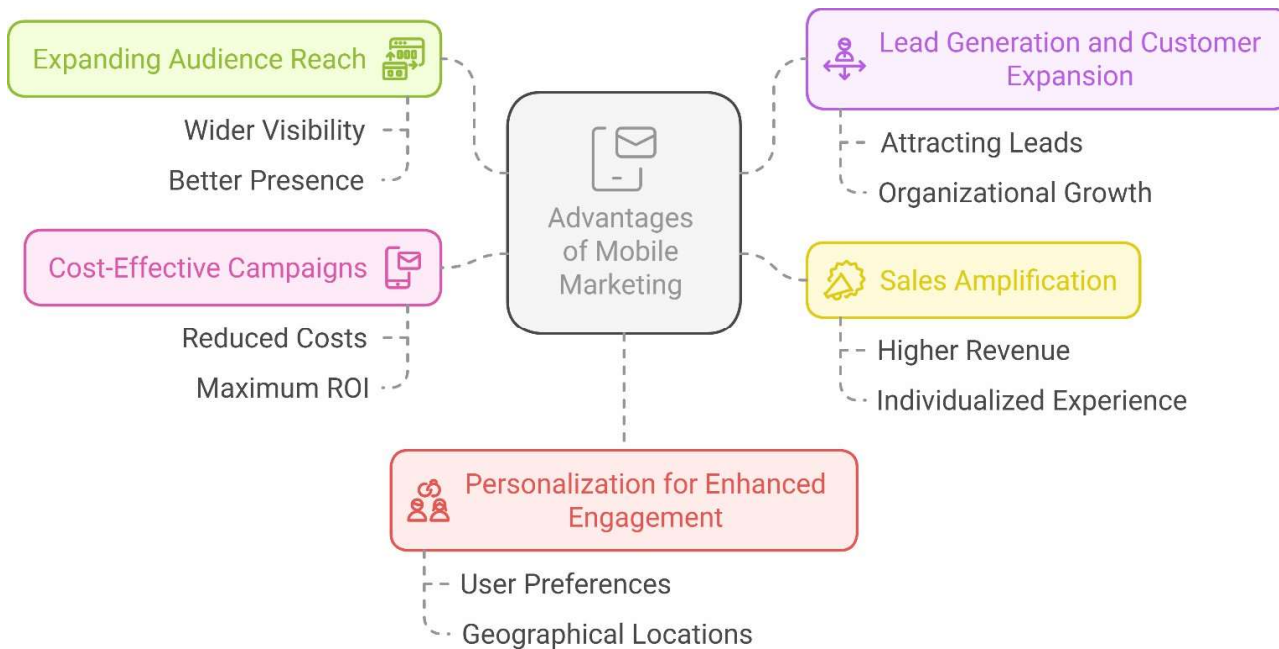 Expanding Audience Reach
Wider Visibility
Better Presence
Cost-Effective Campaigns
Reduced Costs
Maximum ROI
Advantages
of Mobile
Marketing
Lead Generation and Customer
Expansion
Attracting Leads
Organizational Growth
Sales Amplification
Higher Revenue
Individualized Experience
Personalization for Enhanced
Engagement
User Preferences
Geographical Locations